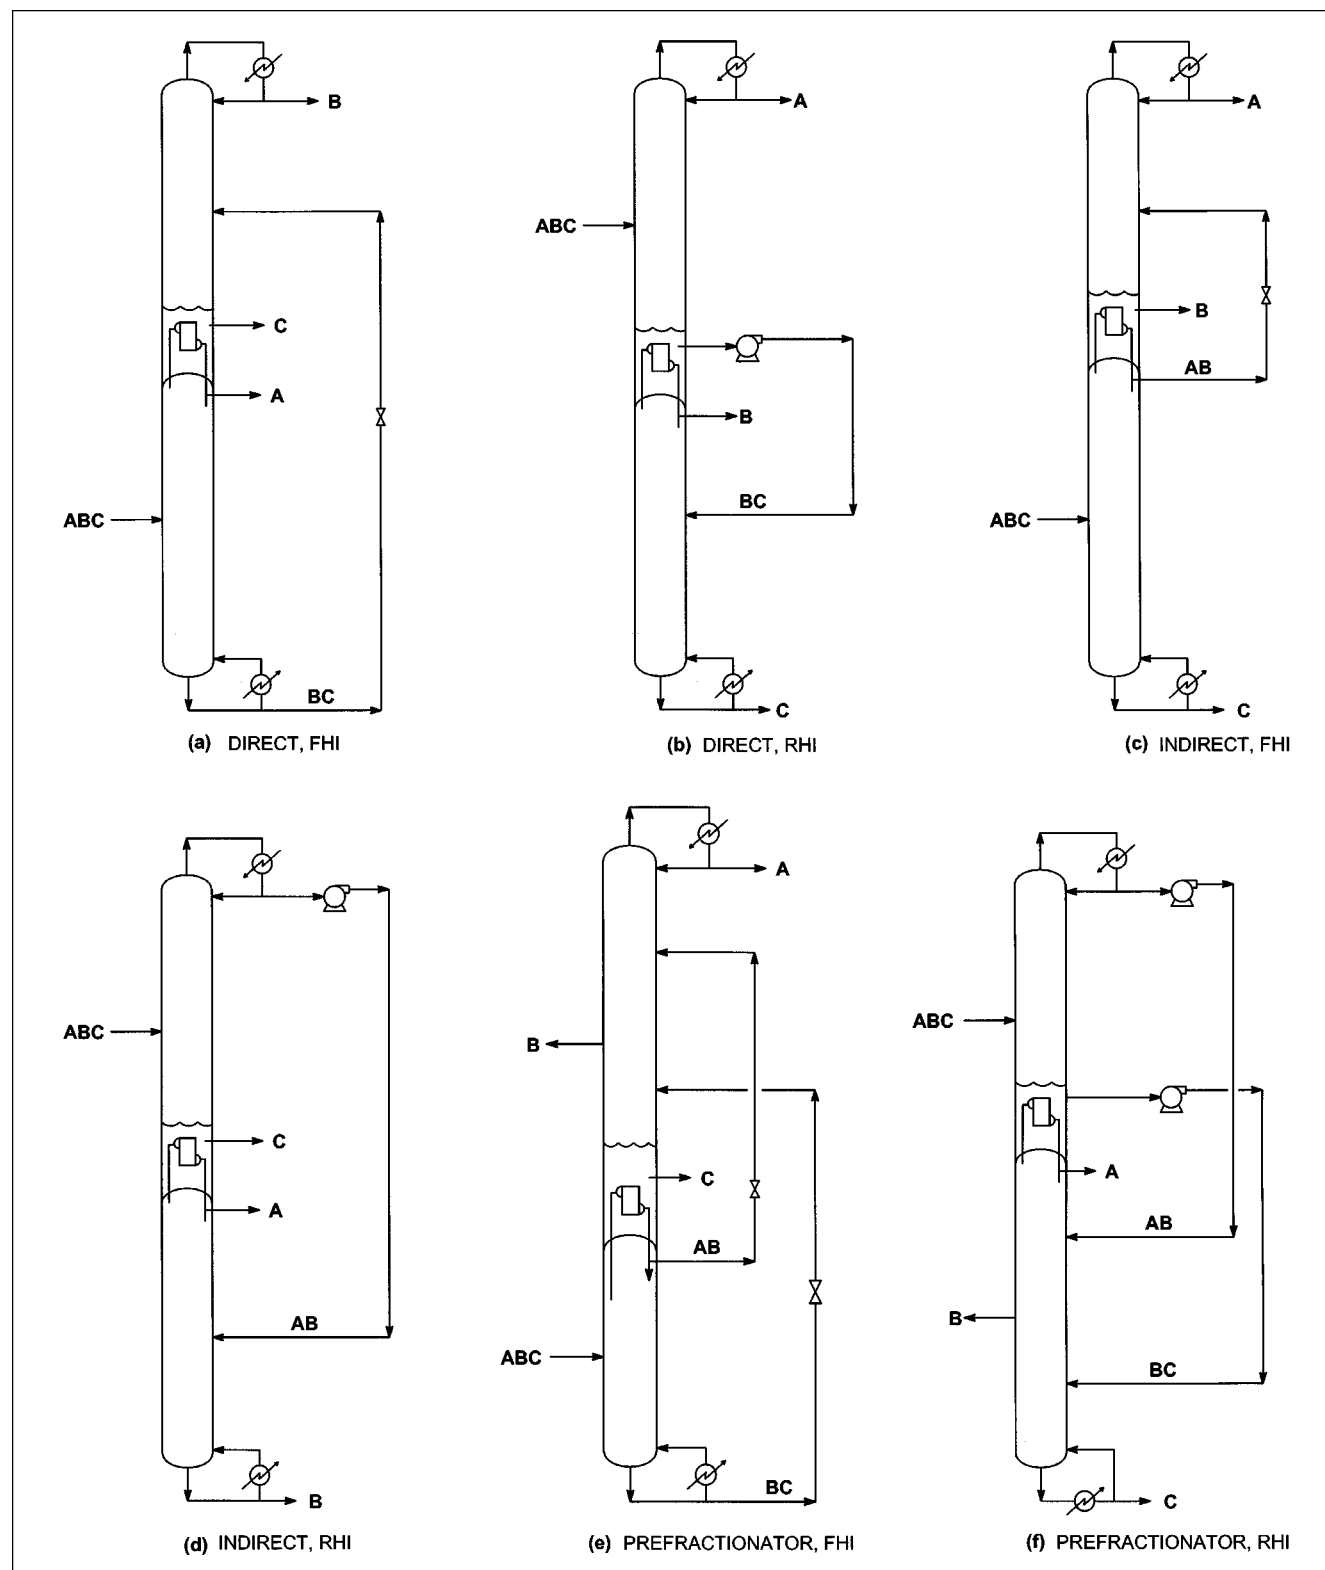 B
A
A
ABC
C
B
AB
A
B
ABC
ABC
BC
BC
C
C
(a) DIRECT, FHI
(b) DIRECT, RHI
(c) INDIRECT, FHI
A
ABC
ABC
B
C
C
A
A
AB
AB
B
ABC
BC
AB
BC
B
C
(d) INDIRECT, RHI
(e) PREFRACTIONATOR, FHI
(f) PREFRACTIONATOR, RHI